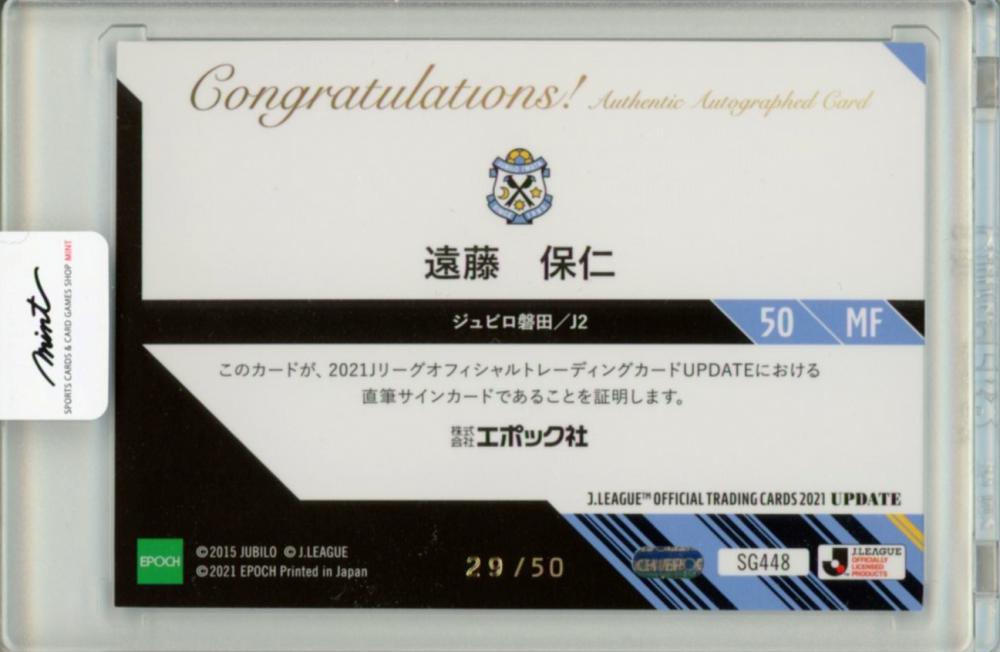 Congratulations! Authentic Autographed Card
遠藤 保仁
ジュビロ磐田/J2
50
MF
このカードが、2021JリーグオフィシャルトレーディングカードUPDATEにおける
直筆サインカードであることを証明します。
株式会社エポック社
J.LEAGUE™ OFFICIAL TRADING CARDS 2021 UPDATE
EPOCH
©2015 JUBILO ©J.LEAGUE
©2021 EPOCH Printed in Japan
29/50
SG448
J.LEAGUE
OFFICIALLY
LICENSED
PRODUCTS
mint
SPORTS CARDS & CARD GAMES SHOP MINT